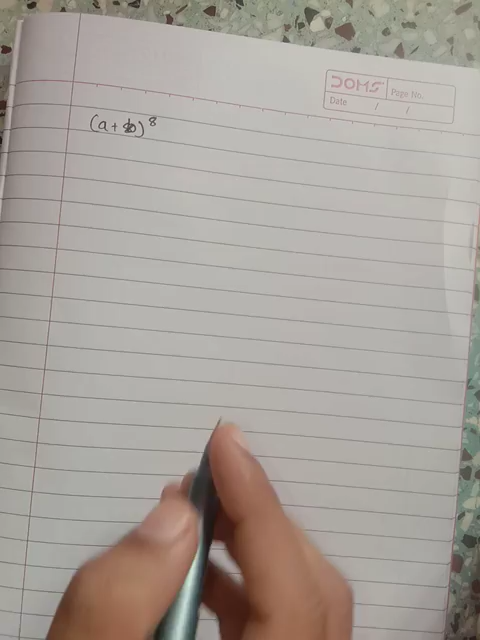 DOMS Page No.
Date / /
(a+b)⁸